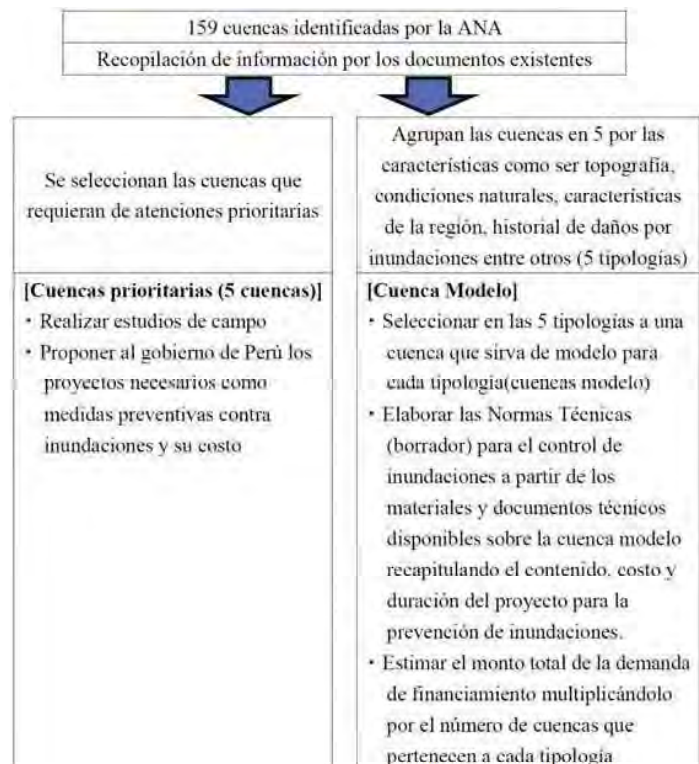 159 cuencas identificadas por la ANA
Recopilación de información por los documentos existentes
Se seleccionan las cuencas que
requieran de atenciones prioritarias
[Cuencas prioritarias (5 cuencas)]
・Realizar estudios de campo
・Proponer al gobierno de Perú los
proyectos necesarios como
medidas preventivas contra
inundaciones y su costo
Agrupan las cuencas en 5 por las
características como ser topografía,
condiciones naturales, características
de la región, historial de daños por
inundaciones entre otros (5 tipologías)
[Cuenca Modelo]
・Seleccionar en las 5 tipologías a una
cuenca que sirva de modelo para
cada tipología(cuencas modelo)
・Elaborar las Normas Técnicas
(borrador) para el control de
inundaciones a partir de los
materiales y documentos técnicos
disponibles sobre la cuenca modelo
recapitulando el contenido, costo y
duración del proyecto para la
prevención de inundaciones.
・Estimar el monto total de la demanda
de financiamiento multiplicándolo
por el número de cuencas que
pertenecen a cada tipología